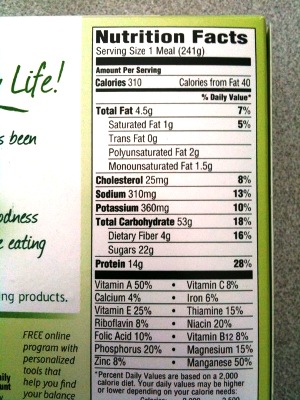 y Life!
s been
odness
e eating
ng products.
FREE online
program with
personalized
tools that
help you find
your balance
Nutrition Facts
Serving Size 1 Meal (241g)
Amount Per Serving
Calories 310 Calories from Fat 40
% Daily Value*
Total Fat 4.5g 7%
Saturated Fat 1g 5%
Trans Fat 0g
Polyunsaturated Fat 2g
Monounsaturated Fat 1.5g
Cholesterol 25mg 8%
Sodium 310mg 13%
Potassium 360mg 10%
Total Carbohydrate 53g 18%
Dietary Fiber 4g 16%
Sugars 22g
Protein 14g 28%
Vitamin A 50% • Vitamin C 8%
Calcium 4% • Iron 6%
Vitamin E 25% • Thiamine 15%
Riboflavin 8% • Niacin 20%
Folic Acid 10% • Vitamin B12 8%
Phosphorus 20% • Magnesium 15%
Zinc 8% • Manganese 50%
*Percent Daily Values are based on a 2,000
calorie diet. Your daily values may be higher
or lower depending on your calorie needs.